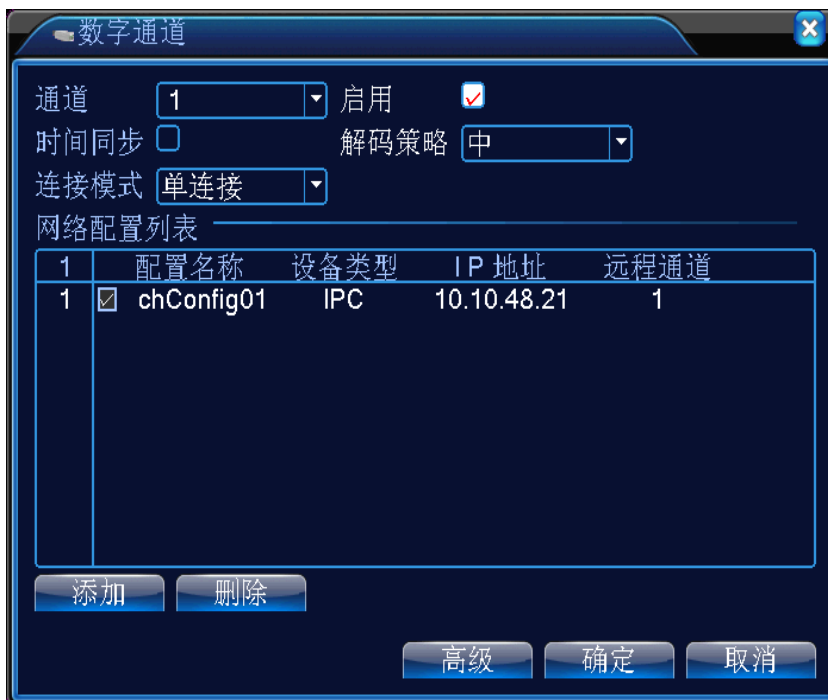 数字通道
通道 1 启用
时间同步 解码策略 中
连接模式 单连接
网络配置列表
1 配置名称 设备类型 IP 地址 远程通道
1 chConfig01 IPC 10.10.48.21 1
添加 删除
高级 确定 取消